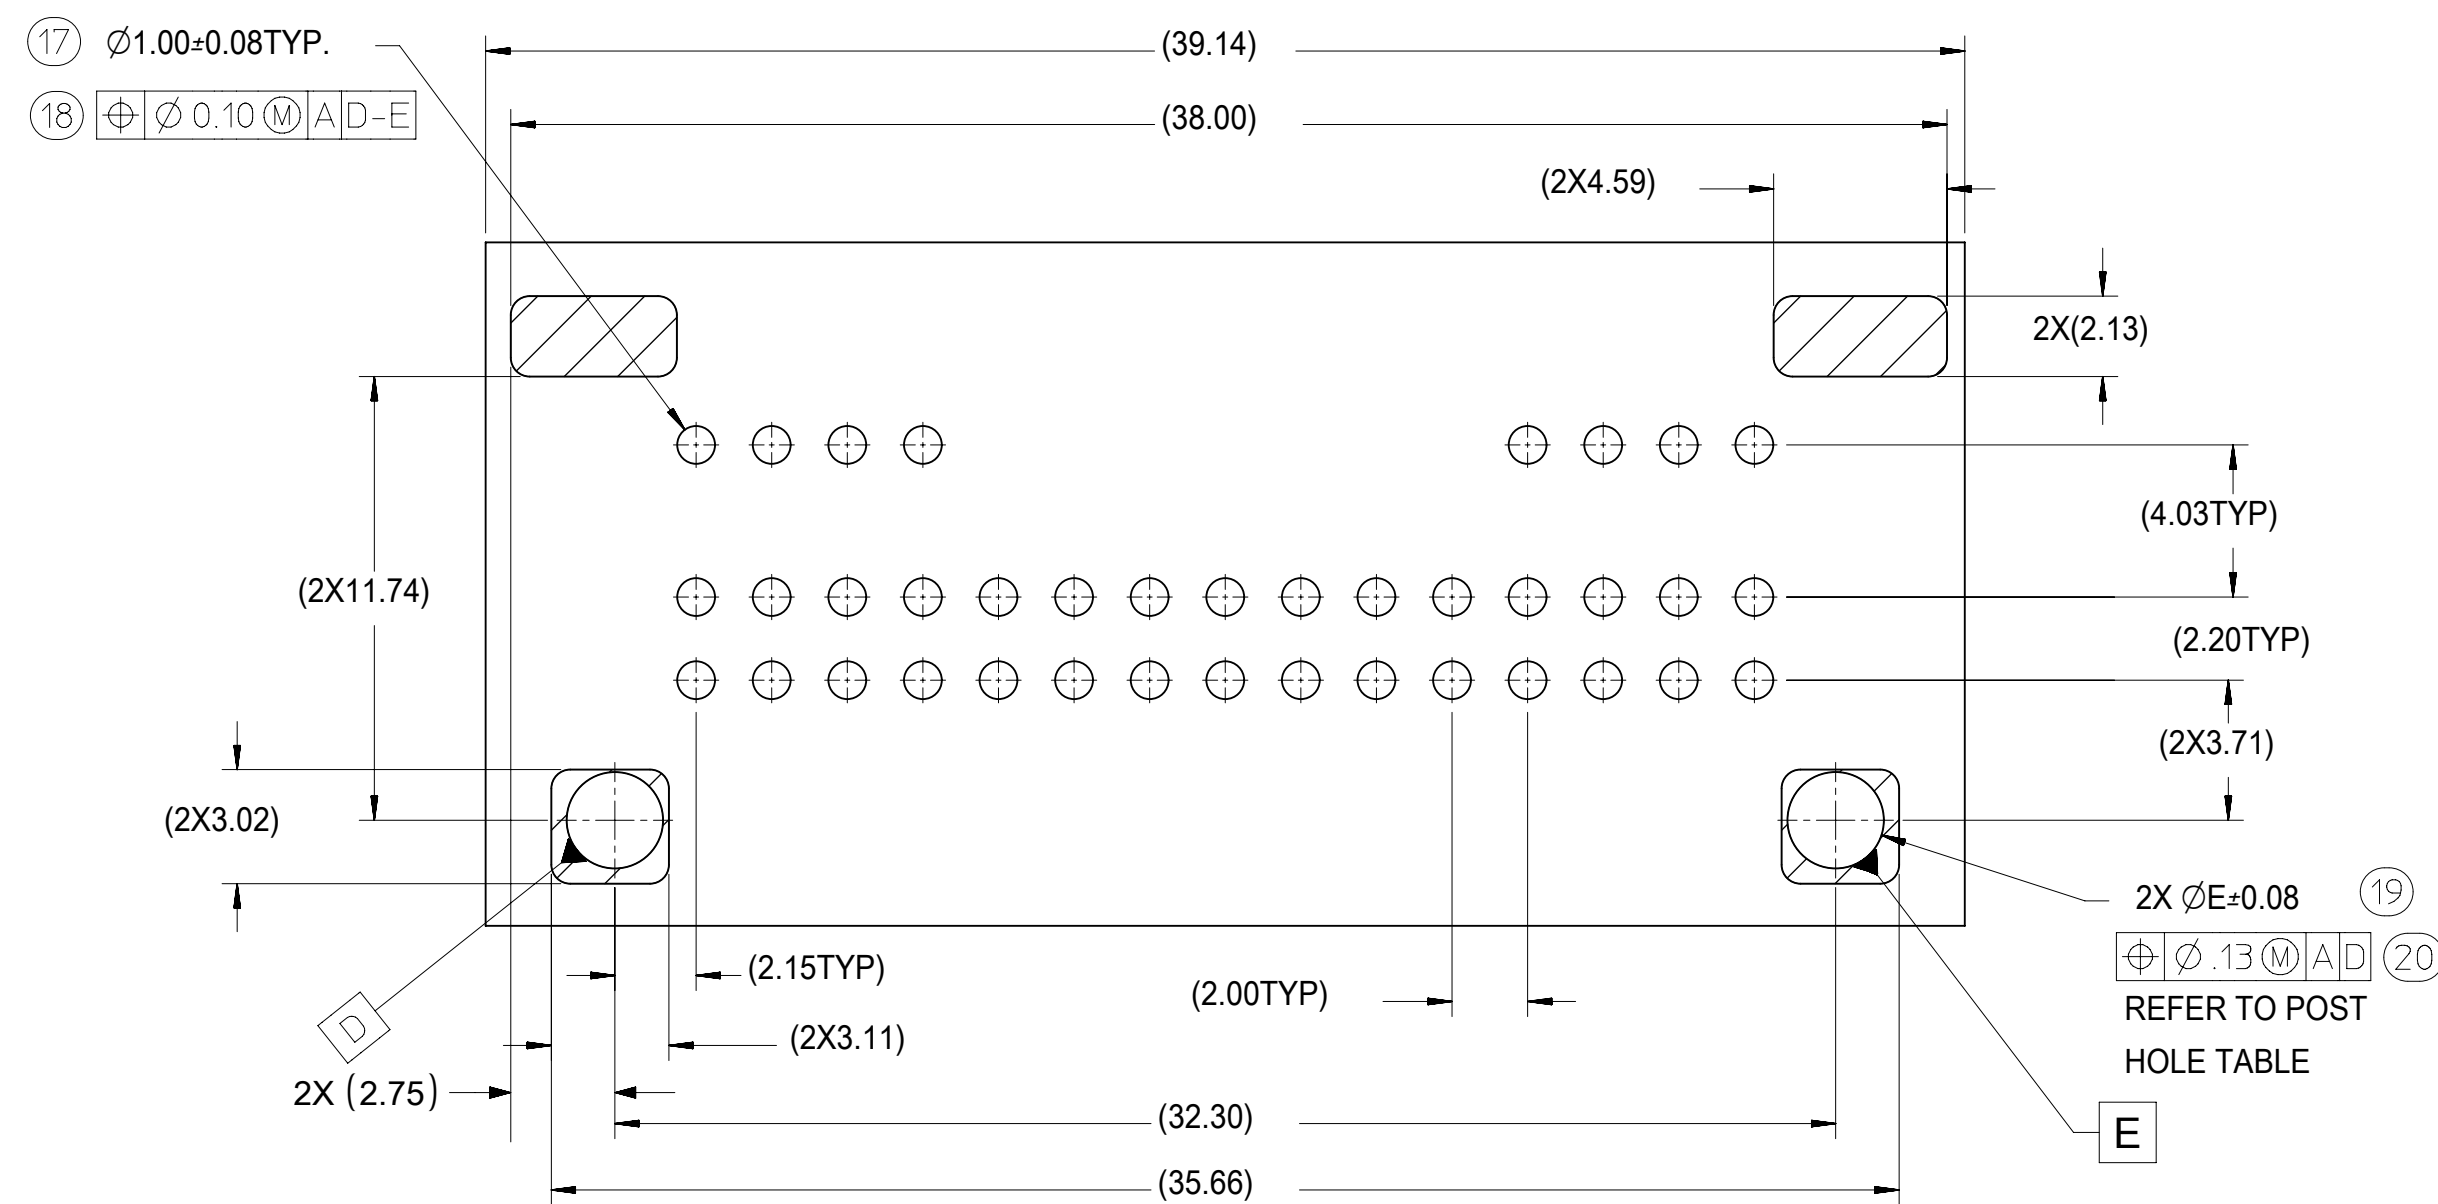 17 Ø1.00±0.08TYP.
18 ⌖ Ø 0.10 Ⓜ A D-E
(39.14)
(38.00)
(2X4.59)
2X(2.13)
(4.03TYP)
(2X11.74)
(2.20TYP)
(2X3.71)
(2X3.02)
2X ØE±0.08 19
⌖ Ø .13 Ⓜ A D 20
REFER TO POST
HOLE TABLE
(2.15TYP)
(2.00TYP)
D
(2X3.11)
2X (2.75)
(32.30)
E
(35.66)